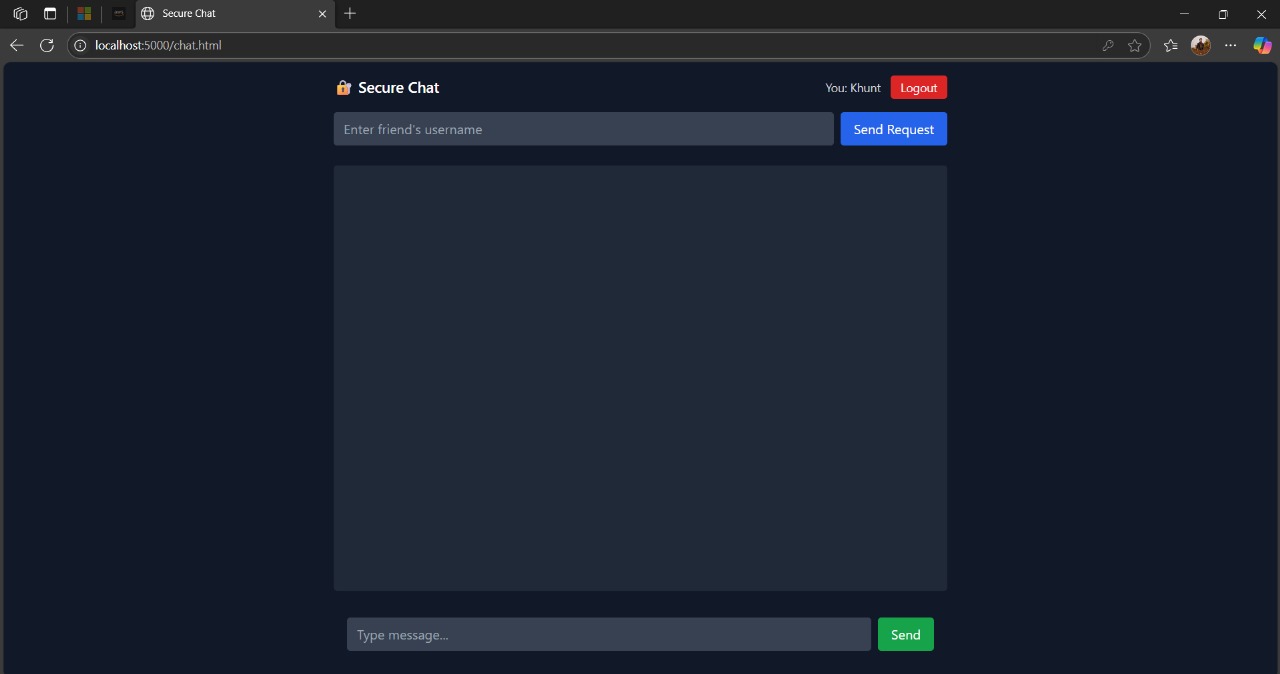 Secure Chat
localhost:5000/chat.html
🔐 Secure Chat
You: Khunt
Logout
Enter friend's username
Send Request
Type message...
Send